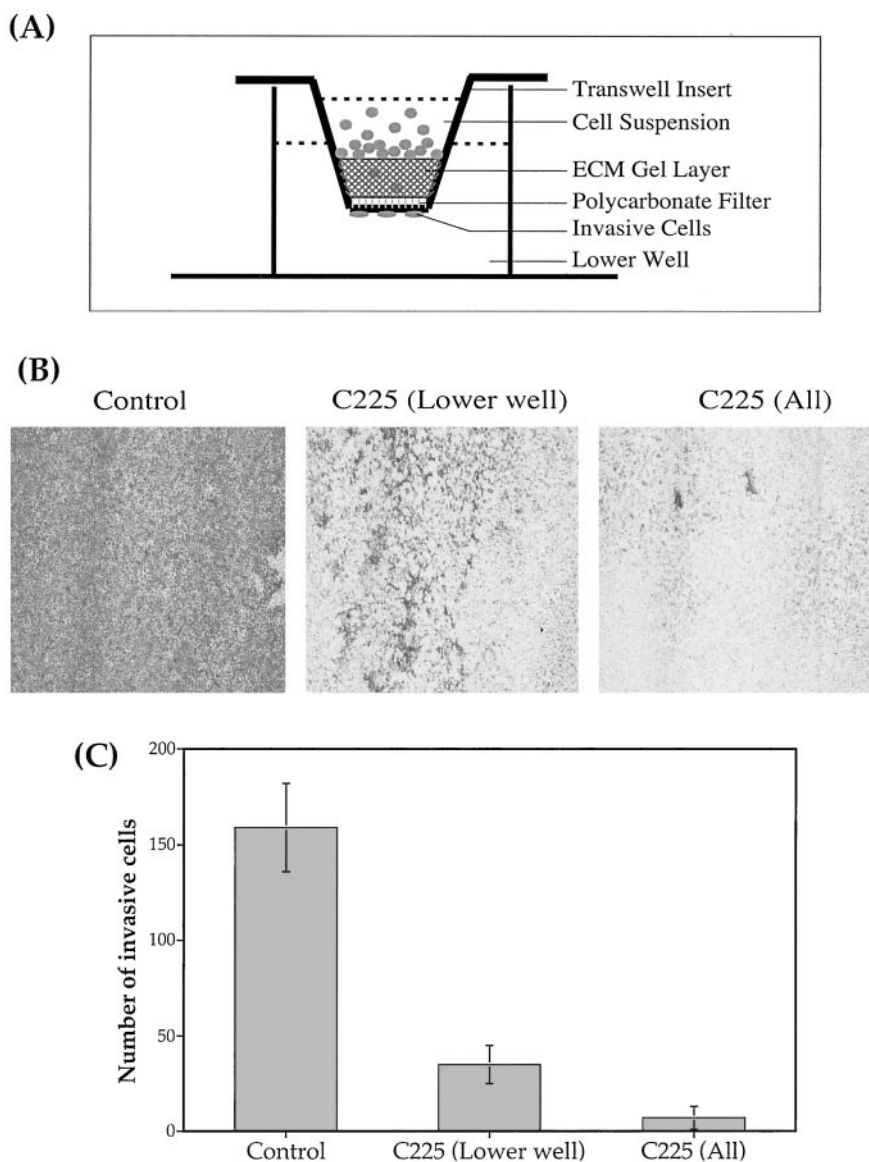 (A)
Transwell Insert
Cell Suspension
ECM Gel Layer
Polycarbonate Filter
Invasive Cells
Lower Well
(B)
Control
C225 (Lower well)
C225 (All)
(C)
Number of invasive cells
200
150
100
50
0
Control
C225 (Lower well)
C225 (All)